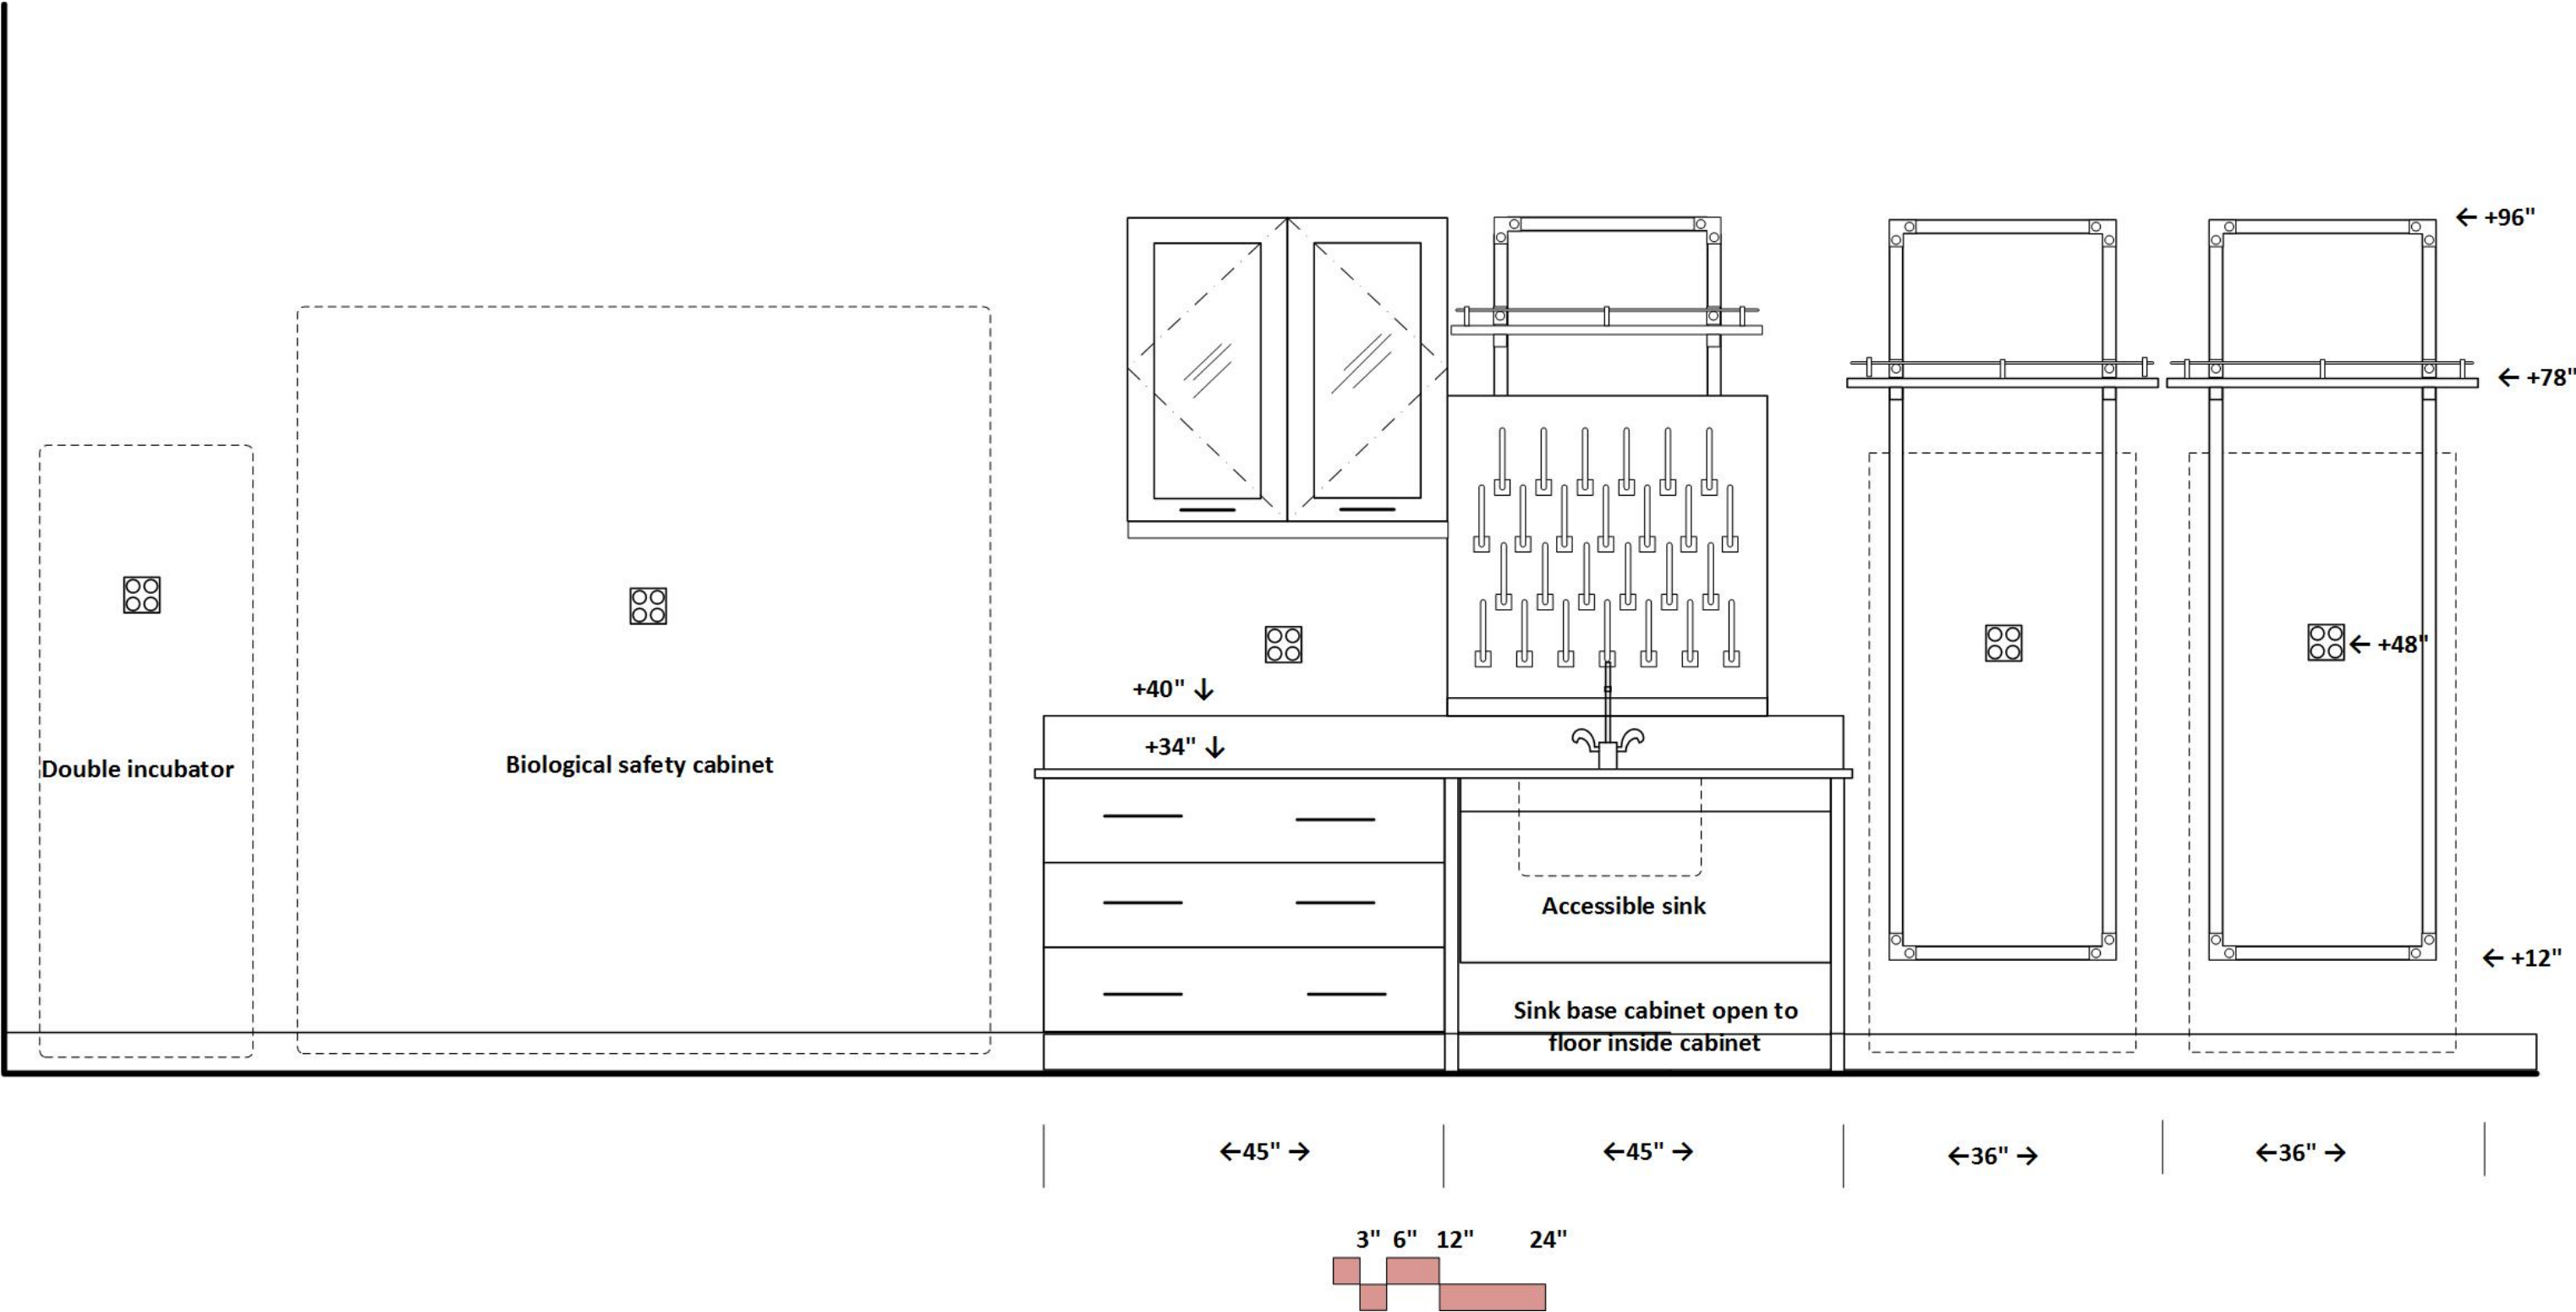 ← +96"
← +78"
← +48"
+40" ↓
+34" ↓
Double incubator
Biological safety cabinet
Accessible sink
← +12"
Sink base cabinet open to
floor inside cabinet
←45" →
←45" →
←36" →
←36" →
3" 6" 12" 24"